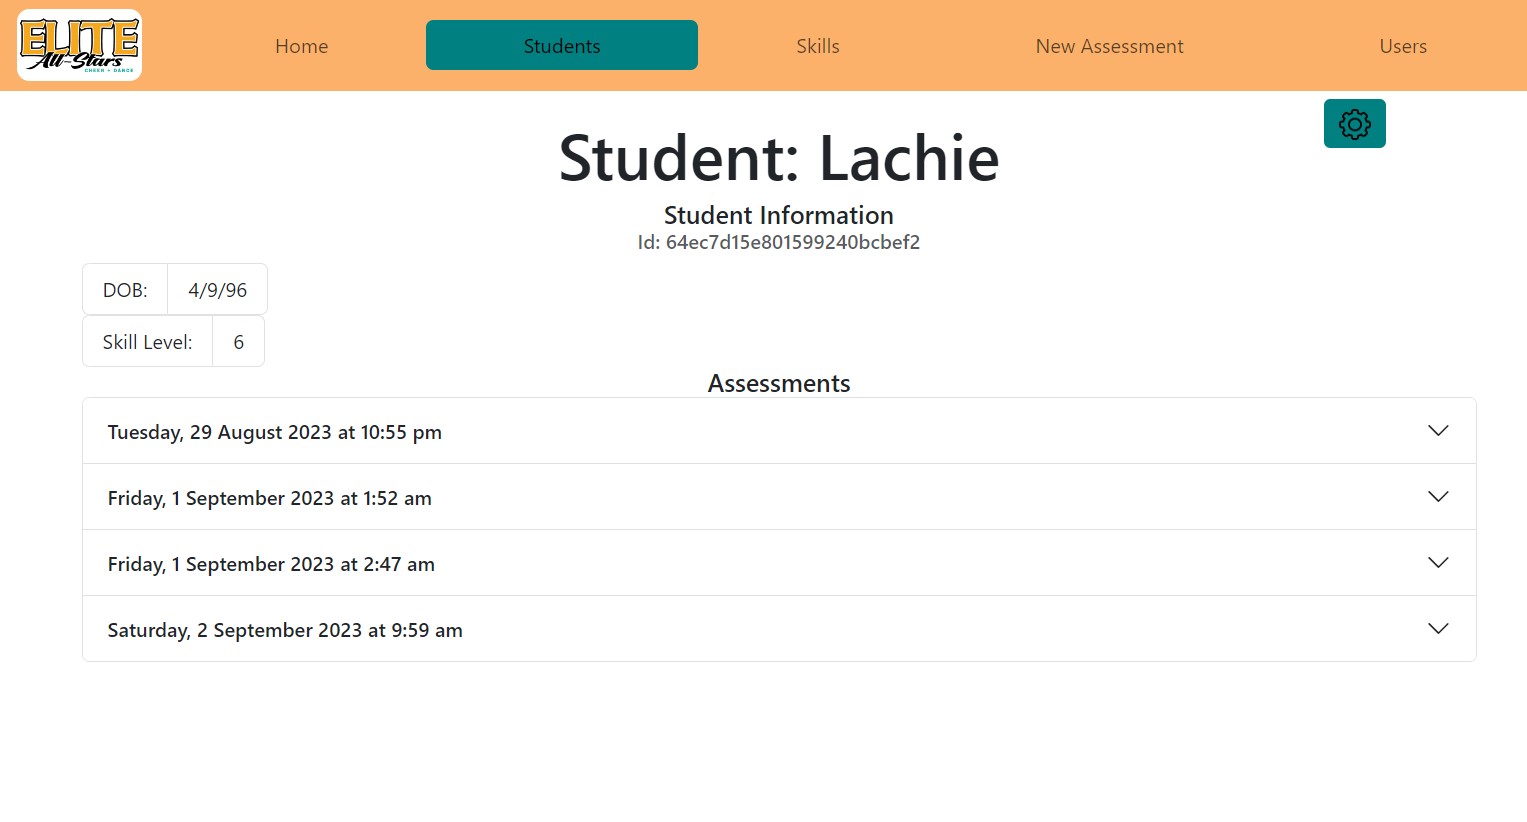 ELITE
All-Stars
CHEER + DANCE
Home
Students
Skills
New Assessment
Users
Student: Lachie
Student Information
Id: 64ec7d15e801599240bcbef2
DOB: 4/9/96
Skill Level: 6
Assessments
Tuesday, 29 August 2023 at 10:55 pm
Friday, 1 September 2023 at 1:52 am
Friday, 1 September 2023 at 2:47 am
Saturday, 2 September 2023 at 9:59 am